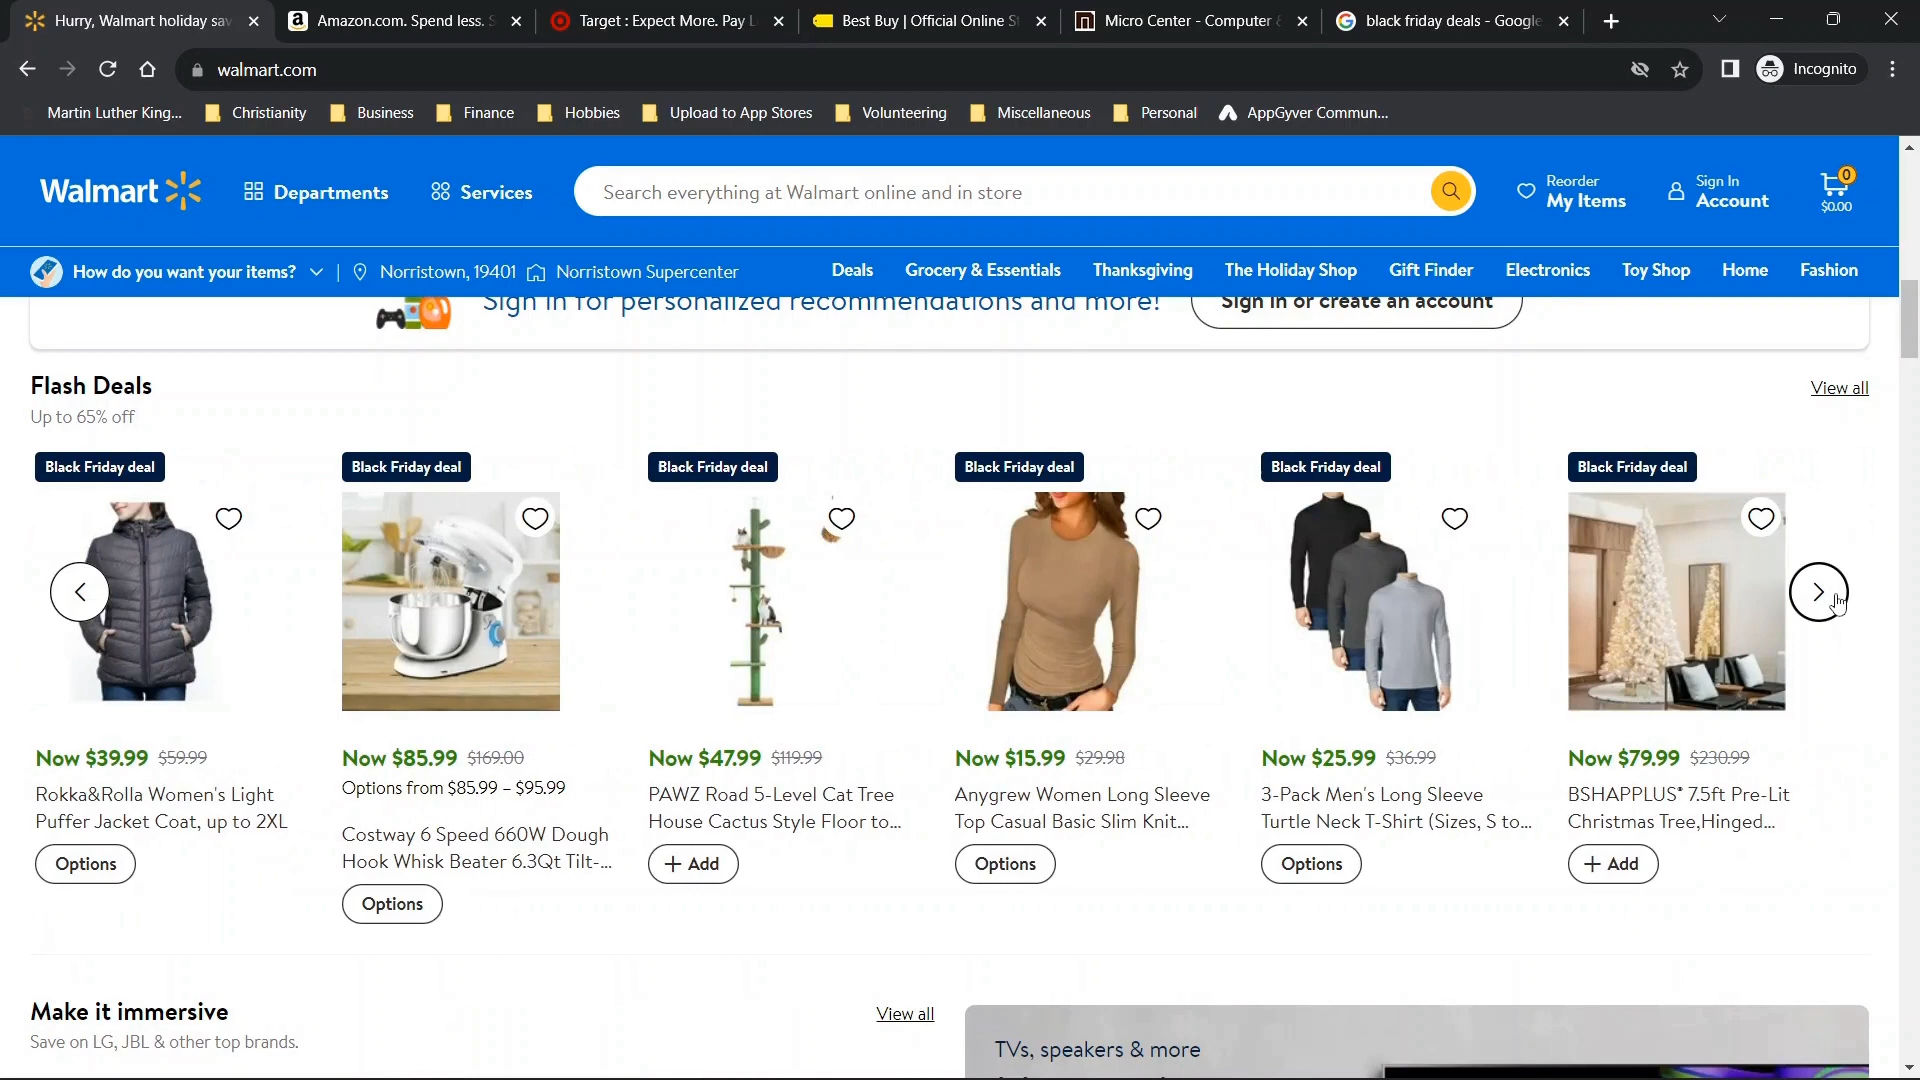 Hurry, Walmart holiday sav
Amazon.com. Spend less. S
Target : Expect More. Pay L
Best Buy | Official Online S
Micro Center - Computer &
black friday deals - Google
walmart.com
Incognito
Martin Luther King...
Christianity
Business
Finance
Hobbies
Upload to App Stores
Volunteering
Miscellaneous
Personal
AppGyver Commun...
Walmart
Departments
Services
Search everything at Walmart online and in store
Reorder
My Items
Sign In
Account
0
$0.00
How do you want your items?
Norristown, 19401
Norristown Supercenter
Deals
Grocery & Essentials
Thanksgiving
The Holiday Shop
Gift Finder
Electronics
Toy Shop
Home
Fashion
Sign in for personalized recommendations and more!
Sign in or create an account
Flash Deals
View all
Up to 65% off
Black Friday deal
Black Friday deal
Black Friday deal
Black Friday deal
Black Friday deal
Black Friday deal
Now $39.99 $59.99
Rokka&Rolla Women's Light
Puffer Jacket Coat, up to 2XL
Options
Now $85.99 $169.00
Options from $85.99 – $95.99
Costway 6 Speed 660W Dough
Hook Whisk Beater 6.3Qt Tilt-...
Options
Now $47.99 $119.99
PAWZ Road 5-Level Cat Tree
House Cactus Style Floor to...
+ Add
Now $15.99 $29.98
Anygrew Women Long Sleeve
Top Casual Basic Slim Knit...
Options
Now $25.99 $36.99
3-Pack Men's Long Sleeve
Turtle Neck T-Shirt (Sizes, S to...
Options
Now $79.99 $230.99
BSHAPPLUS® 7.5ft Pre-Lit
Christmas Tree,Hinged...
+ Add
Make it immersive
View all
Save on LG, JBL & other top brands.
TVs, speakers & more